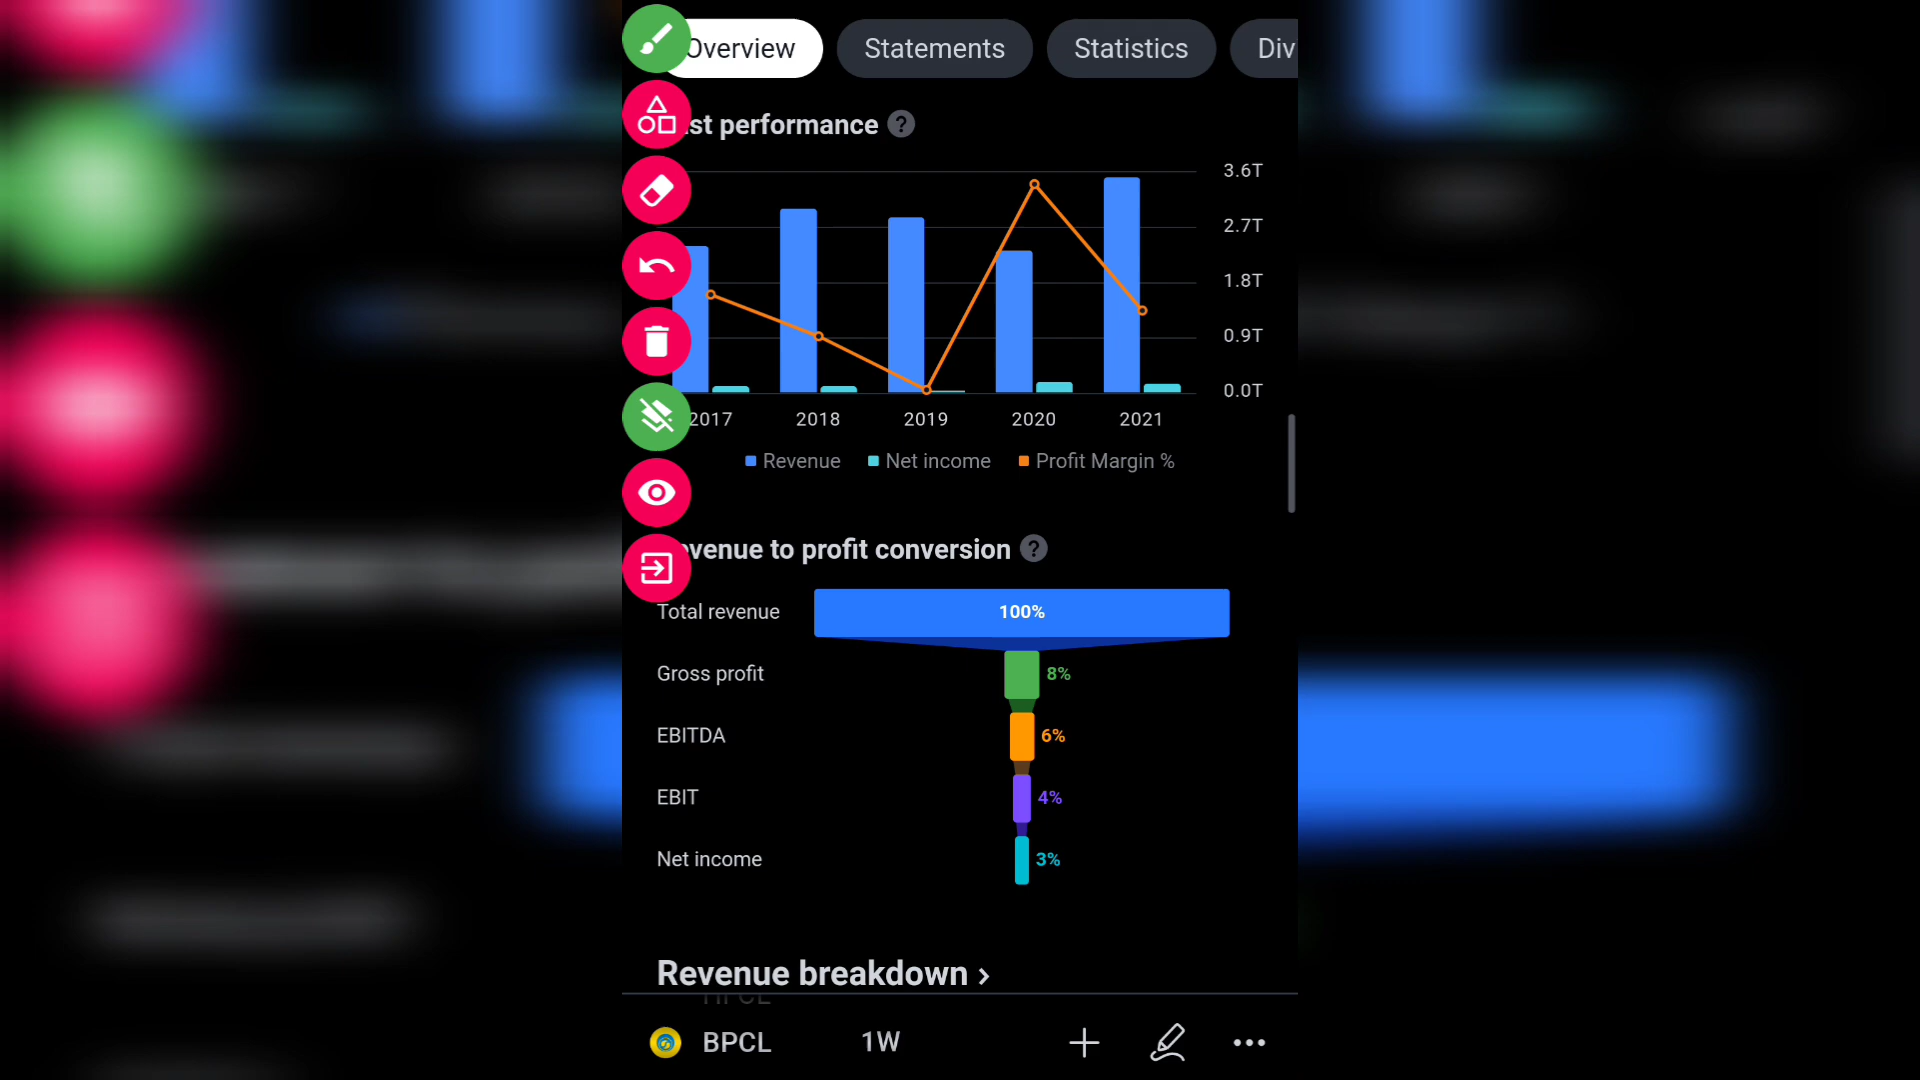 Overview Statements Statistics Div
st performance ?
3.6T
2.7T
1.8T
0.9T
0.0T
2017 2018 2019 2020 2021
Revenue Net income Profit Margin %
venue to profit conversion ?
Total revenue 100%
Gross profit 8%
EBITDA 6%
EBIT 4%
Net income 3%
Revenue breakdown >
BPCL 1W